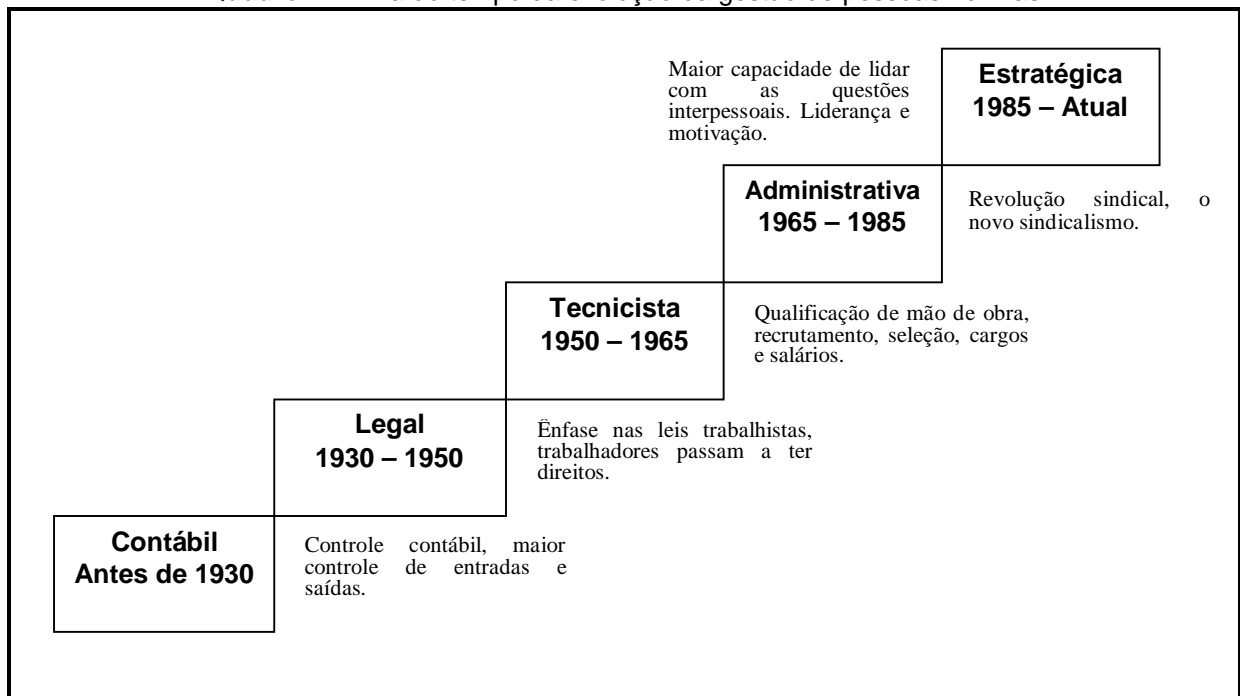 Maior capacidade de lidar
com as questões
interpessoais. Liderança e
motivação.
Estratégica
1985 – Atual
Administrativa
1965 – 1985
Revolução sindical, o
novo sindicalismo.
Tecnicista
1950 – 1965
Qualificação de mão de obra,
recrutamento, seleção, cargos
e salários.
Legal
1930 – 1950
Ênfase nas leis trabalhistas,
trabalhadores passam a ter
direitos.
Contábil
Antes de 1930
Controle contábil, maior
controle de entradas e
saídas.